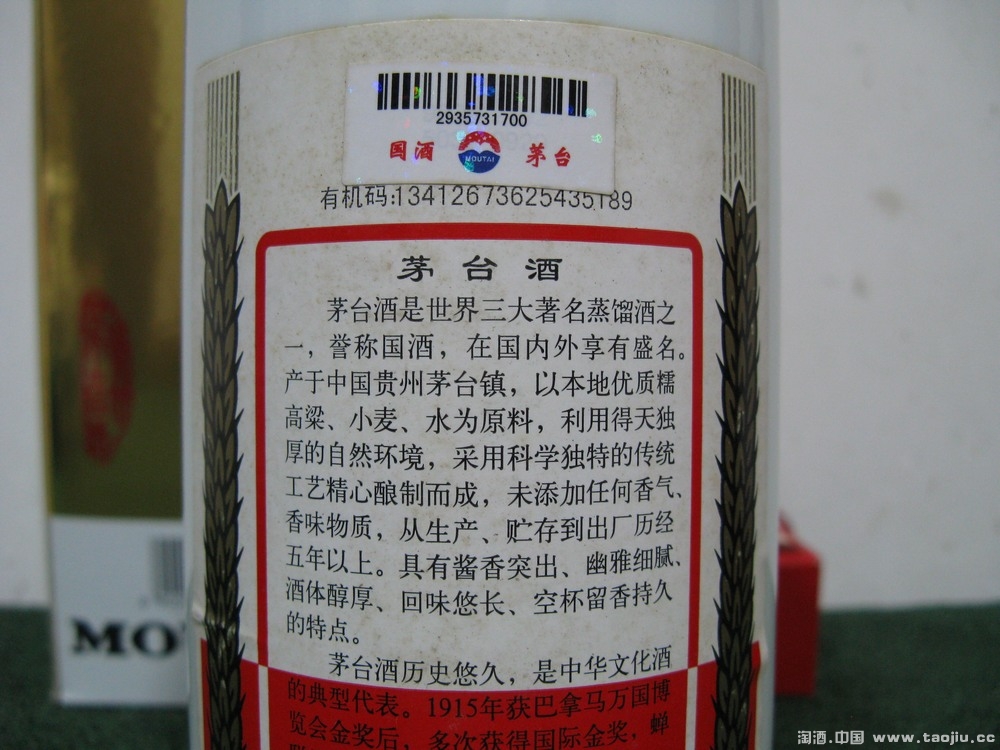 2935731700
国酒 MOUTAI 茅台
有机码:13412673625435189
茅台酒
茅台酒是世界三大著名蒸馏酒之
一，誉称国酒，在国内外享有盛名。
产于中国贵州茅台镇，以本地优质糯
高粱、小麦、水为原料，利用得天独
厚的自然环境，采用科学独特的传统
工艺精心酿制而成，未添加任何香气、
香味物质，从生产、贮存到出厂历经
五年以上。具有酱香突出、幽雅细腻、
酒体醇厚、回味悠长、空杯留香持久
的特点。
茅台酒历史悠久，是中华文化酒
的典型代表。1915年获巴拿马万国博
览会金奖后，多次获得国际金奖，蝉
MO
淘酒.中国 www.taojiu.cc